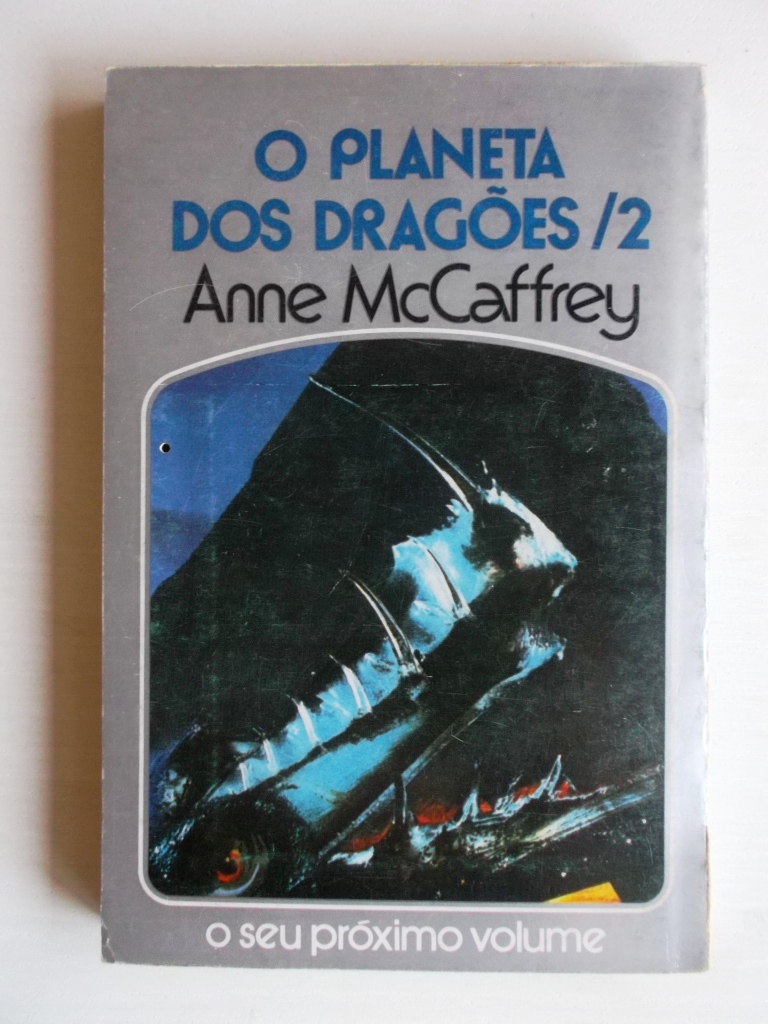 O PLANETA
DOS DRAGÕES /2
Anne McCaffrey
o seu próximo volume